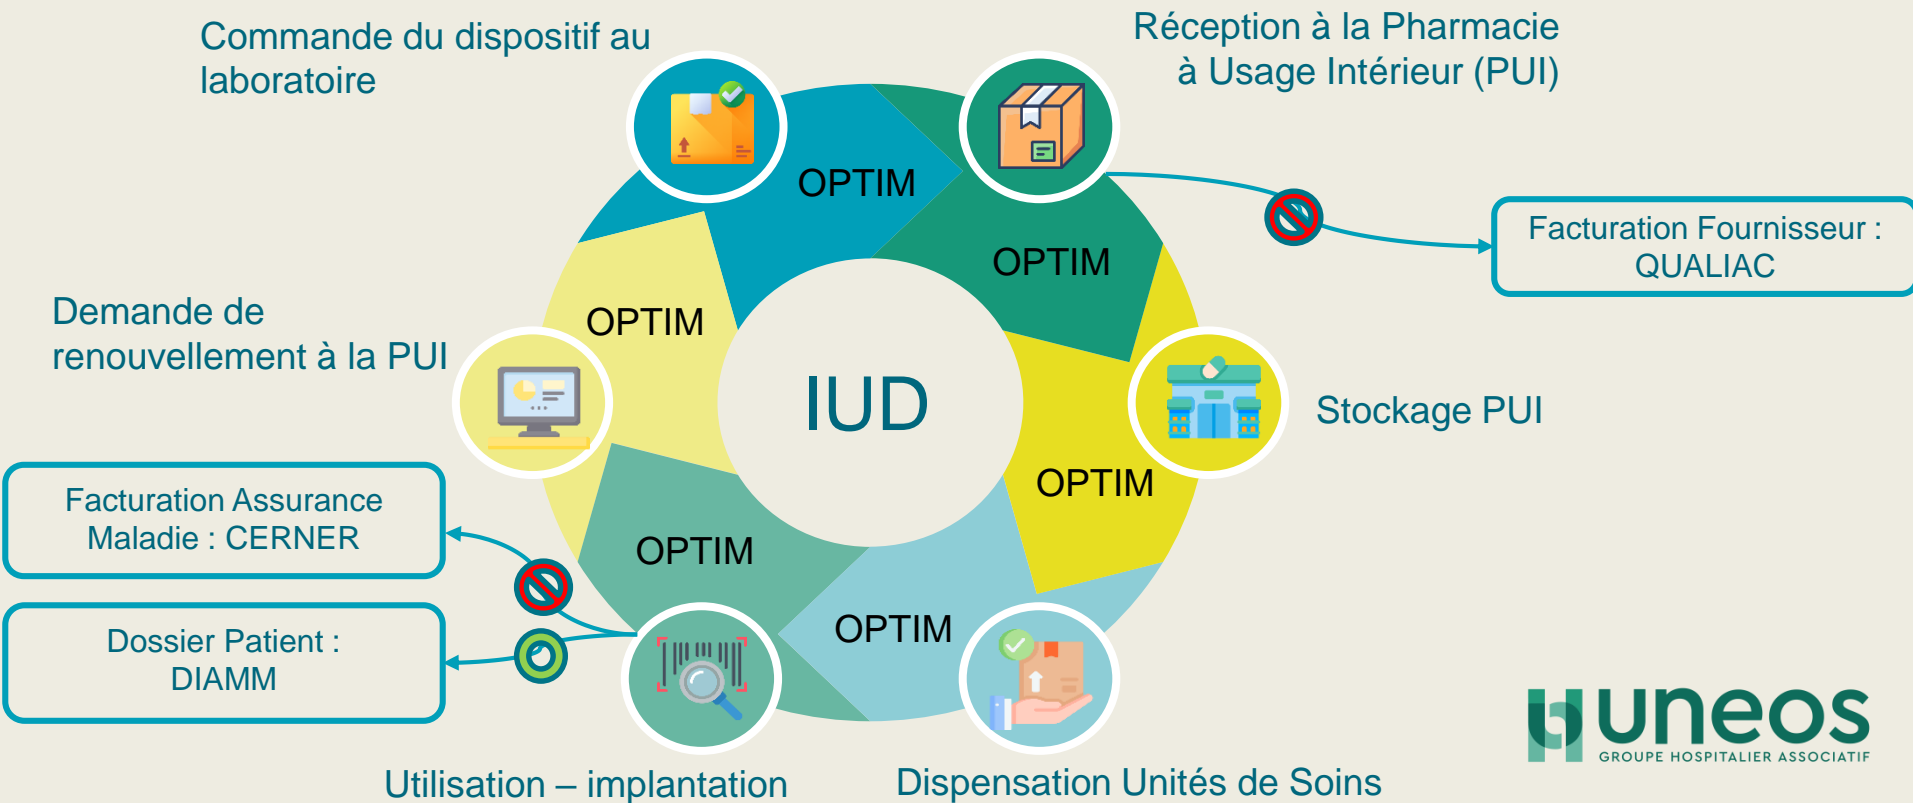 Commande du dispositif au
laboratoire
Réception à la Pharmacie
à Usage Intérieur (PUI)
OPTIM
OPTIM
Facturation Fournisseur :
QUALIAC
Demande de
renouvellement à la PUI
OPTIM
IUD
Stockage PUI
OPTIM
Facturation Assurance
Maladie : CERNER
OPTIM
OPTIM
Dossier Patient :
DIAMM
uneos
GROUPE HOSPITALIER ASSOCIATIF
Utilisation – implantation
Dispensation Unités de Soins